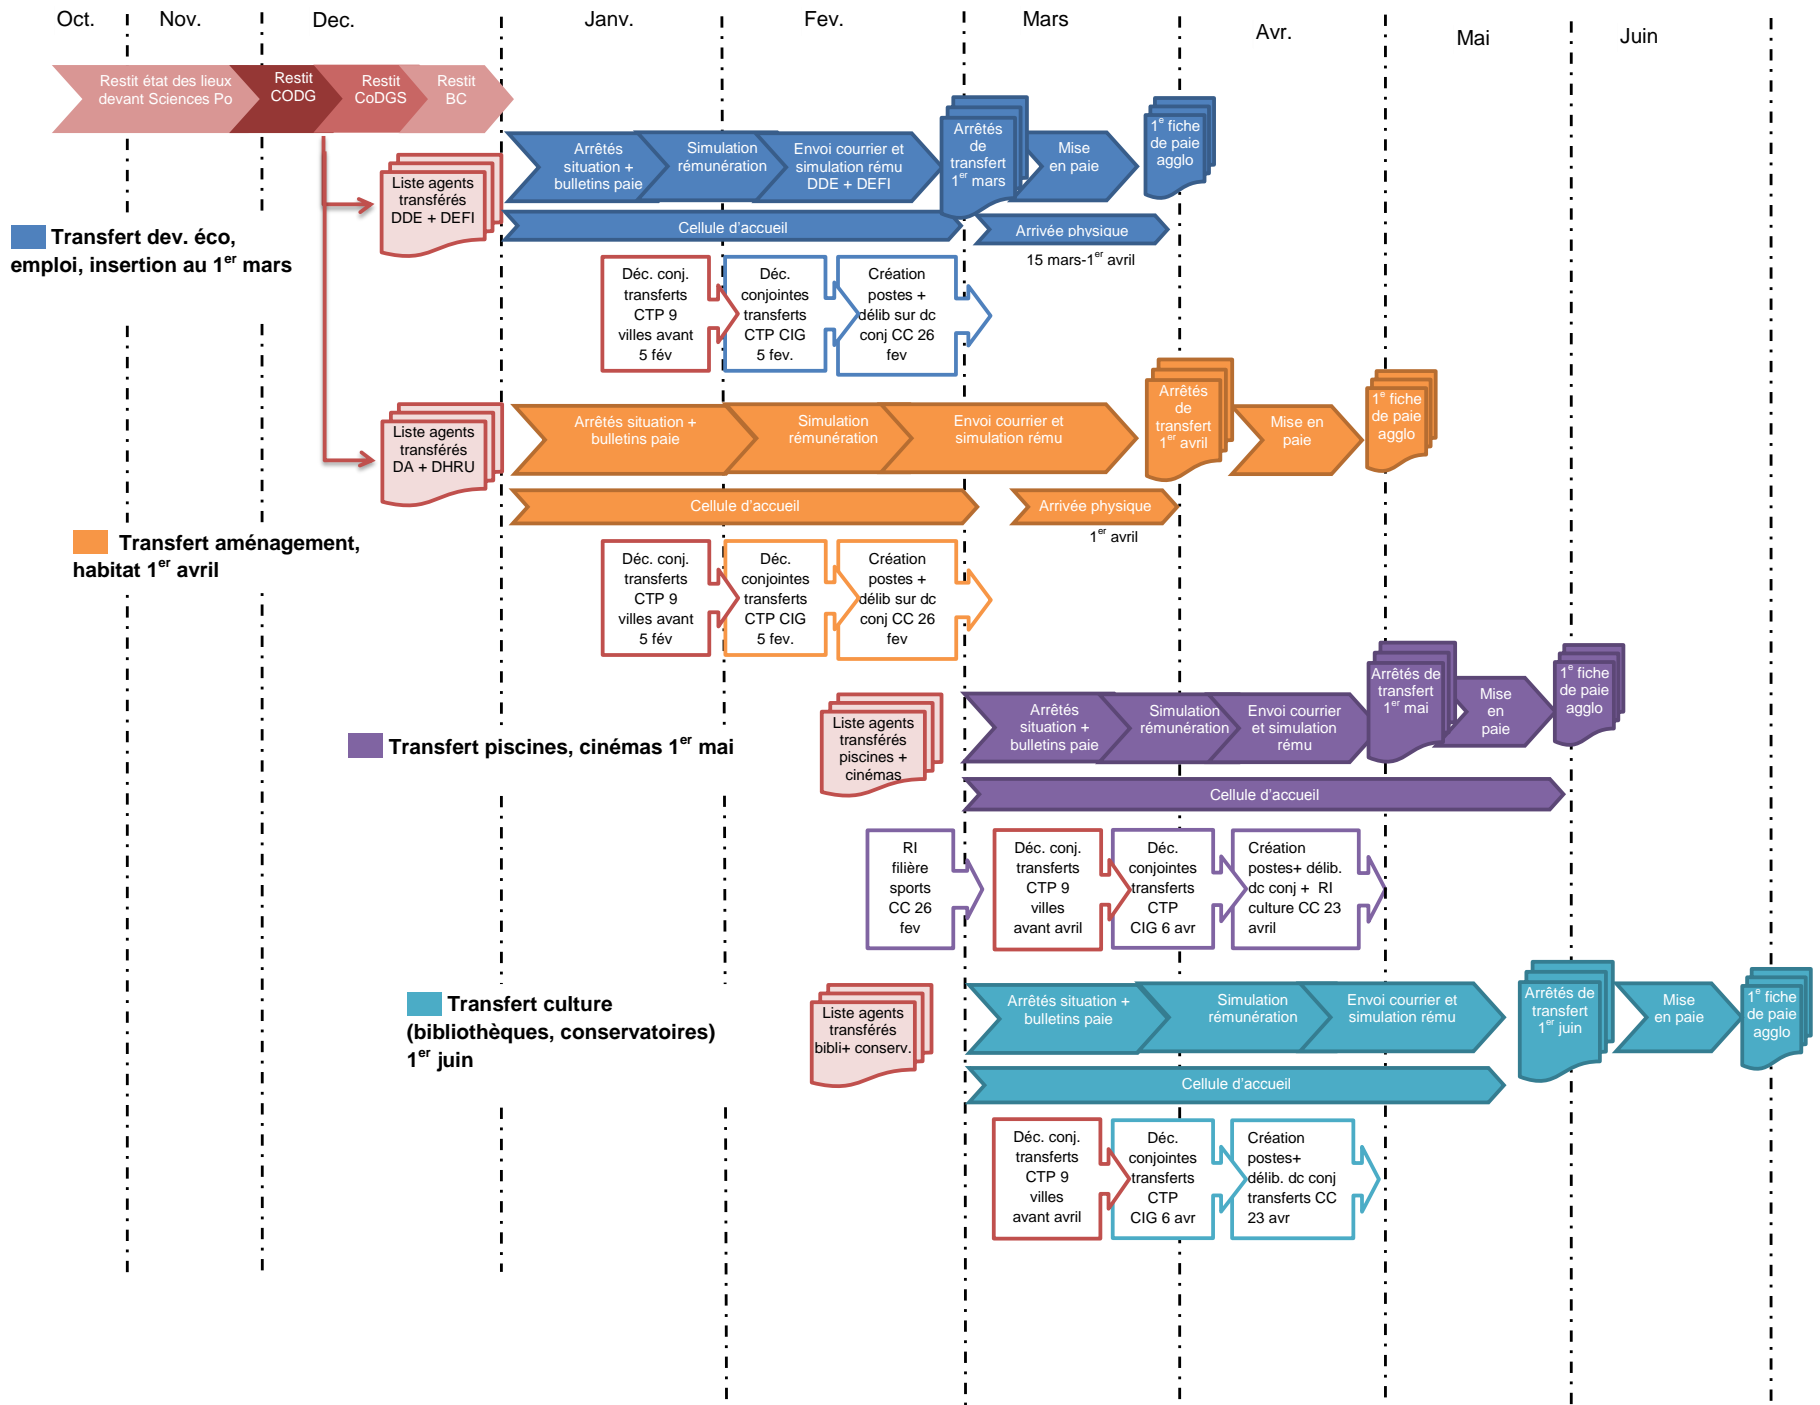 Oct.
Nov.
Dec.
Janv.
Fev.
Mars
Avr.
Mai
Juin
Restit état des lieux
devant Sciences Po
Restit
CODG
Restit
CoDGS
Restit
BC
Liste agents
transférés
DDE + DEFI
Arrêtés
situation +
bulletins paie
Simulation
rémunération
Envoi courrier et
simulation rému
DDE + DEFI
Arrêtés
de
transfert
1er mars
Mise
en paie
1e fiche
de paie
agglo
Cellule d'accueil
Arrivée physique
15 mars-1er avril
Transfert dev. éco,
emploi, insertion au 1er mars
Déc. conj.
transferts
CTP 9
villes avant
5 fév
Déc.
conjointes
transferts
CTP CIG
5 fev.
Création
postes +
délib sur dc
conj CC 26
fev
Liste agents
transférés
DA + DHRU
Arrêtés situation +
bulletins paie
Simulation
rémunération
Envoi courrier et
simulation rému
Arrêtés
de
transfert
1er avril
Mise en
paie
1e fiche
de paie
agglo
Cellule d'accueil
Arrivée physique
1er avril
Transfert aménagement,
habitat 1er avril
Déc. conj.
transferts
CTP 9
villes avant
5 fév
Déc.
conjointes
transferts
CTP CIG
5 fev.
Création
postes +
délib sur dc
conj CC 26
fev
Transfert piscines, cinémas 1er mai
Liste agents
transférés
piscines +
cinémas
Arrêtés
situation +
bulletins paie
Simulation
rémunération
Envoi courrier
et simulation
rému
Arrêtés de
transfert
1er mai
Mise
en
paie
1e fiche
de paie
agglo
Cellule d'accueil
RI
filière
sports
CC 26
fev
Déc. conj.
transferts
CTP 9
villes
avant avril
Déc.
conjointes
transferts
CTP
CIG 6 avr
Création
postes+ délib.
dc conj + RI
culture CC 23
avril
Transfert culture
(bibliothèques, conservatoires)
1er juin
Liste agents
transférés
bibli+ conserv.
Arrêtés situation +
bulletins paie
Simulation
rémunération
Envoi courrier et
simulation rému
Arrêtés de
transfert
1er juin
Mise
en paie
1e fiche
de paie
agglo
Cellule d'accueil
Déc. conj.
transferts
CTP 9
villes
avant avril
Déc.
conjointes
transferts
CTP
CIG 6 avr
Création
postes+
délib. dc conj
transferts CC
23 avr